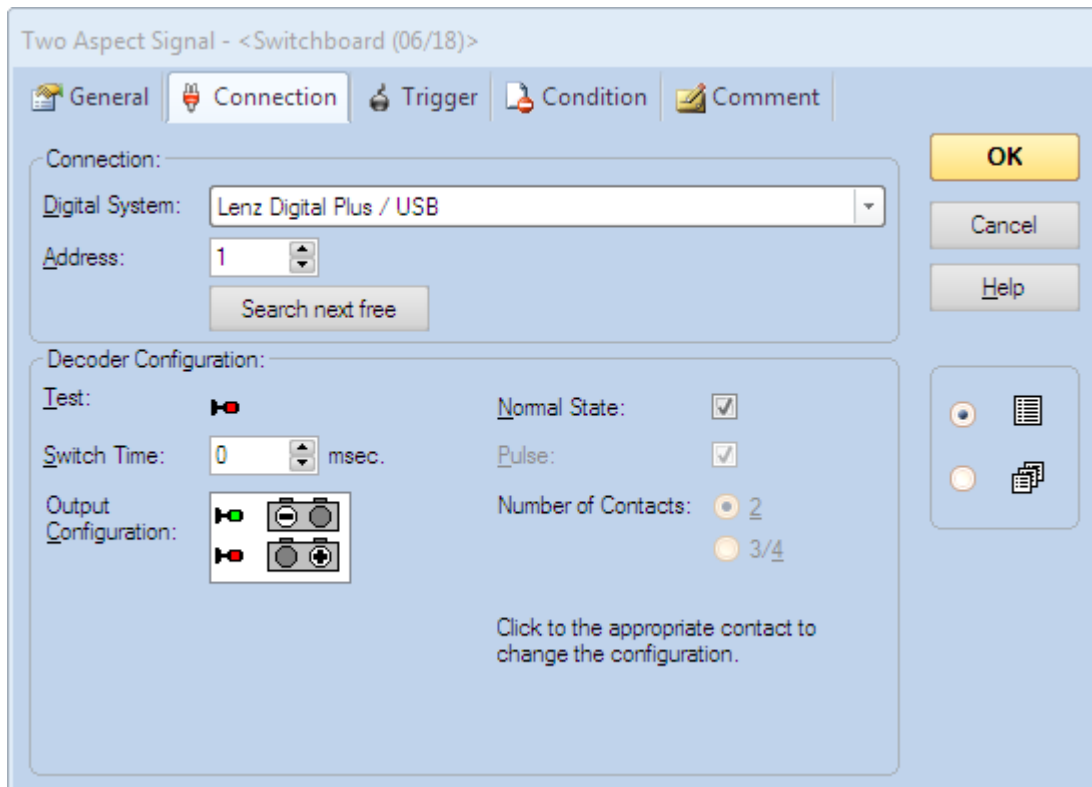 Two Aspect Signal - <Switchboard (06/18)>
General Connection Trigger Condition Comment
Connection:
Digital System: Lenz Digital Plus / USB
Address: 1
Search next free
OK
Cancel
Help
Decoder Configuration:
Test:
Normal State:
Switch Time: 0 msec.
Pulse:
Output
Configuration:
Number of Contacts: 2
3/4
Click to the appropriate contact to
change the configuration.